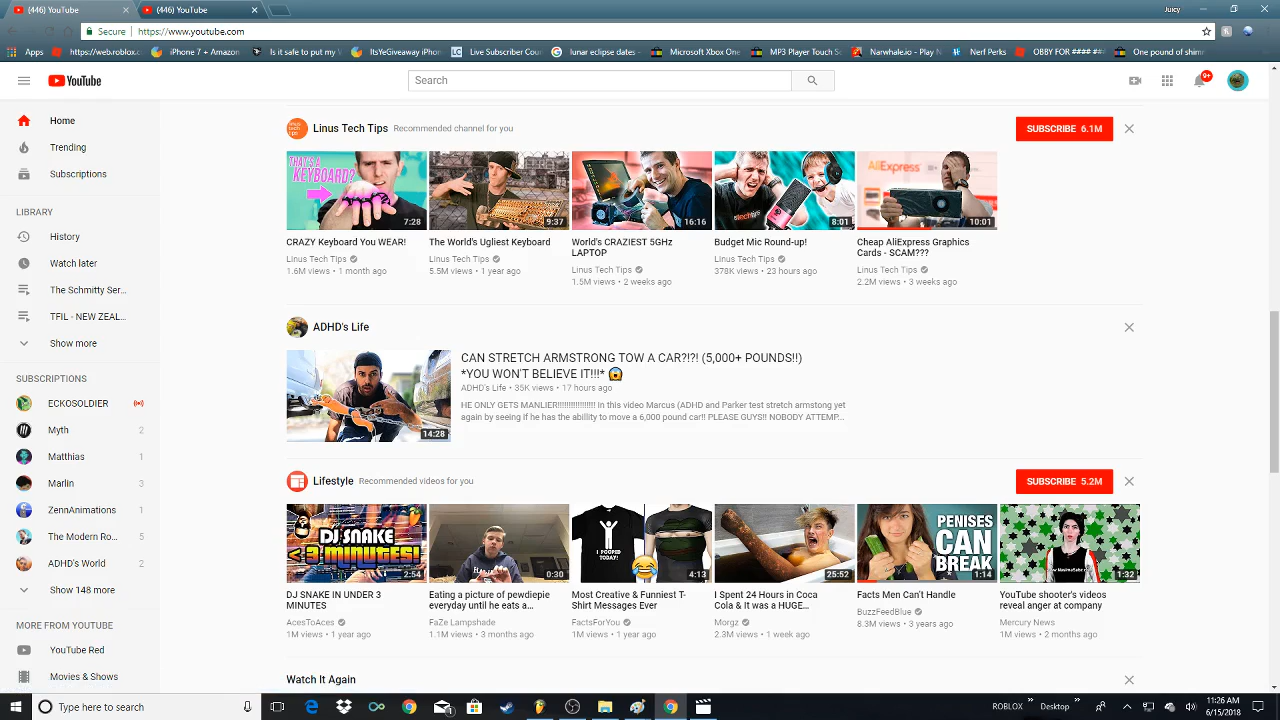 (446) YouTube
(446) YouTube
Secure
https://www.youtube.com
Apps
https://webroblox.c
iPhone 7 + Amazon
Is it safe to put my
ItsYeGivaway iPhon
Live Subscriber Cou
lunar eclipse dates -
Microsoft Xbox One
MP3 Player Touch S
Narwhale.io - Play N
Nerf Perks
OBBY FOR #### ##
One pound of shrim
YouTube
Search
9+
Home
Trending
Subscriptions
LIBRARY
History
Watch later
The Schmitty Ser...
TFIL - NEW ZEAL...
Show more
SUBSCRIPTIONS
ECKOSOLDIER
Myth 2
Matthias 1
Marlin 3
ZennAnimations 1
The Modern Ro... 5
ADHD's World 2
Show 148 more
MORE FROM YOUTUBE
YouTube Red
Movies & Shows
Linus Tech Tips Recommended channel for you
SUBSCRIBE 6.1M
THAT'S A
KEYBOARD?
7:28
9:37
16:16
8:01
AliExpress
10:01
CRAZY Keyboard You WEAR!
Linus Tech Tips
1.6M views • 1 month ago
The World's Ugliest Keyboard
Linus Tech Tips
5.5M views • 1 year ago
World's CRAZIEST 5GHz
LAPTOP
Linus Tech Tips
1.5M views • 2 weeks ago
Budget Mic Round-up!
Linus Tech Tips
378K views • 23 hours ago
Cheap AliExpress Graphics
Cards - SCAM???
Linus Tech Tips
2.2M views • 3 weeks ago
ADHD's Life
14:28
CAN STRETCH ARMSTRONG TOW A CAR?!?! (5,000+ POUNDS!!)
*YOU WON'T BELIEVE IT!!!* 😱
ADHD's Life • 35K views • 17 hours ago
HE ONLY GETS MANLIER!!!!!!!!!!!!!!!!!! In this video Marcus (ADHD and Parker test stretch armstong yet
again by seeing if he has the abillity to move a 6,000 pound car!! PLEASE GUYS!! NOBODY ATTEMP...
Lifestyle Recommended videos for you
SUBSCRIBE 5.2M
DJ SNAKE
<3 MINUTES!
2:54
0:30
I POOPED
TODAY!
4:13
25:52
PENISES
CAN
BREAK
1:14
1:32
DJ SNAKE IN UNDER 3
MINUTES
AcesToAces
1M views • 1 year ago
Eating a picture of pewdiepie
everyday until he eats a...
FaZe Lampshade
1.1M views • 3 months ago
Most Creative & Funniest T-
Shirt Messages Ever
FactsForYou
1M views • 1 year ago
I Spent 24 Hours in Coca
Cola & It was a HUGE...
Morgz
2.3M views • 1 week ago
Facts Men Can't Handle
BuzzFeedBlue
8.3M views • 3 years ago
YouTube shooter's videos
reveal anger at company
Mercury News
1M views • 2 months ago
Watch It Again
Type here to search
ROBLOX
Desktop
11:26 AM
6/15/2018